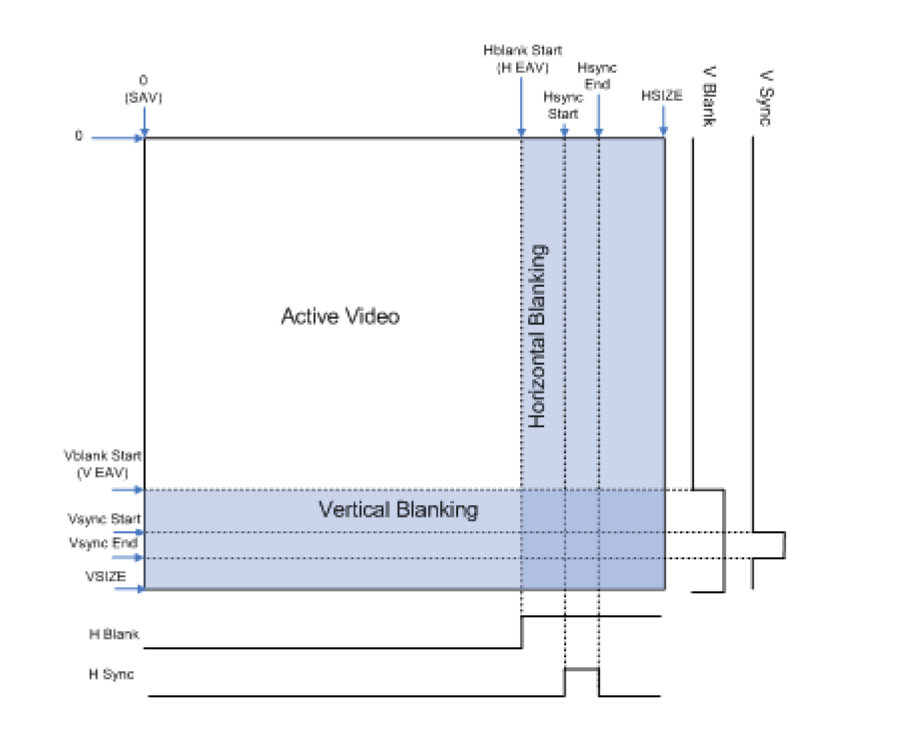 Hblank Start
(H EAV)
Hsync
End
0
(SAV)
Hsync
Start
HSIZE
V Blank
V Sync
0
Active Video
Horizontal Blanking
Vblank Start
(V EAV)
Vertical Blanking
Vsync Start
Vsync End
VSIZE
H Blank
H Sync